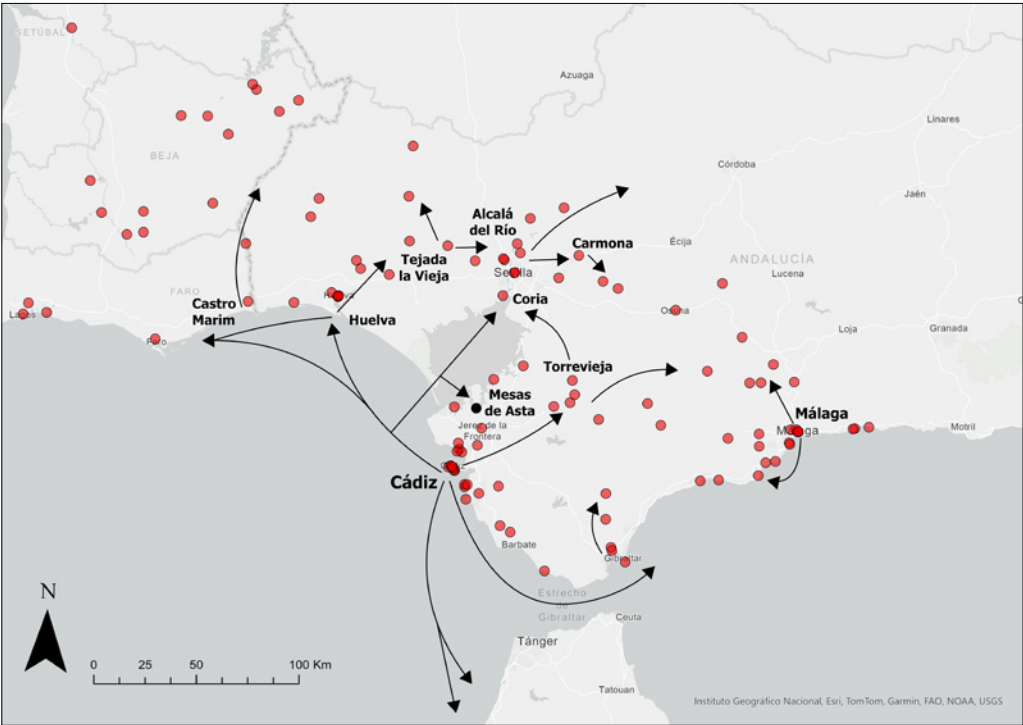 SETÚBAL
Azuaga
Linares
BEJA
Córdoba
Jaén
Alcalá
del Río
Carmona
Écija
Tejada
la Vieja
ANDALUCÍA
Lucena
FARO
Castro
Marim
Huelva
Coria
Osuna
Lagos
Faro
Loja
Granada
Torrevieja
Mesas
de Asta
Jerez de la
Frontera
Málaga
Motril
Cádiz
Barbate
Gibraltar
Estrecho
de
Gibraltar
Ceuta
Tánger
Tatouan
N
0 25 50 100 Km
Instituto Geográfico Nacional, Esri, TomTom, Garmin, FAO, NOAA, USGS